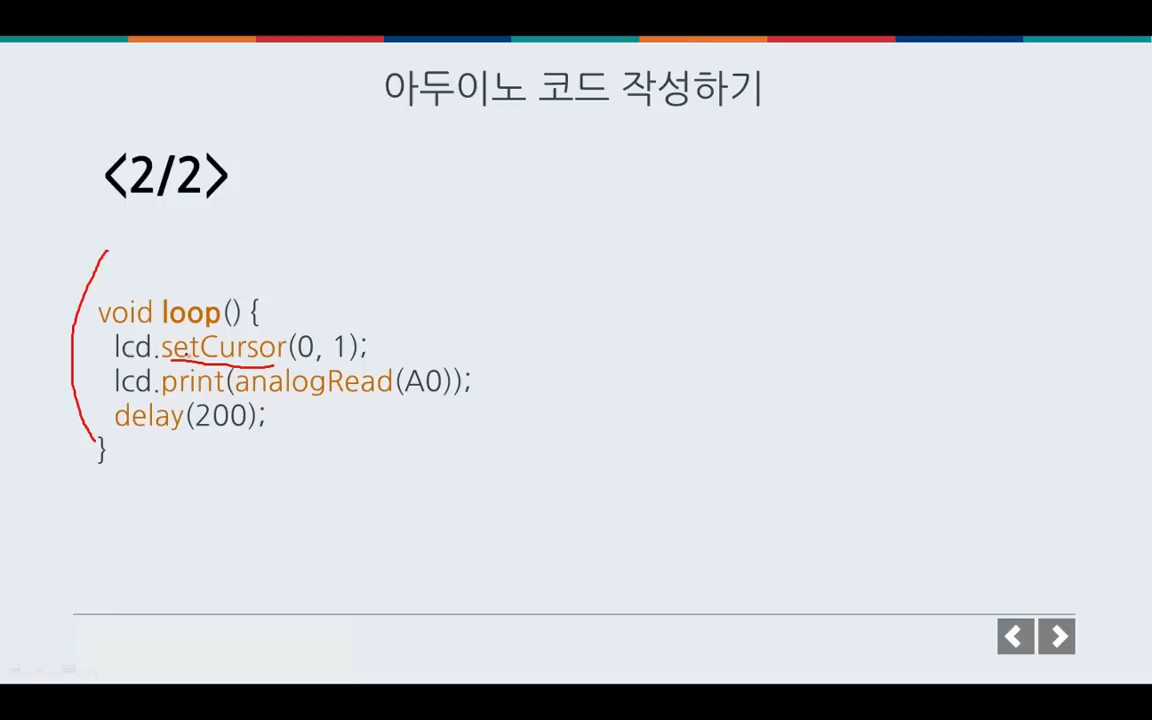 아두이노 코드 작성하기
<2/2>
void loop() {
lcd.setCursor(0, 1);
lcd.print(analogRead(A0));
delay(200);
}